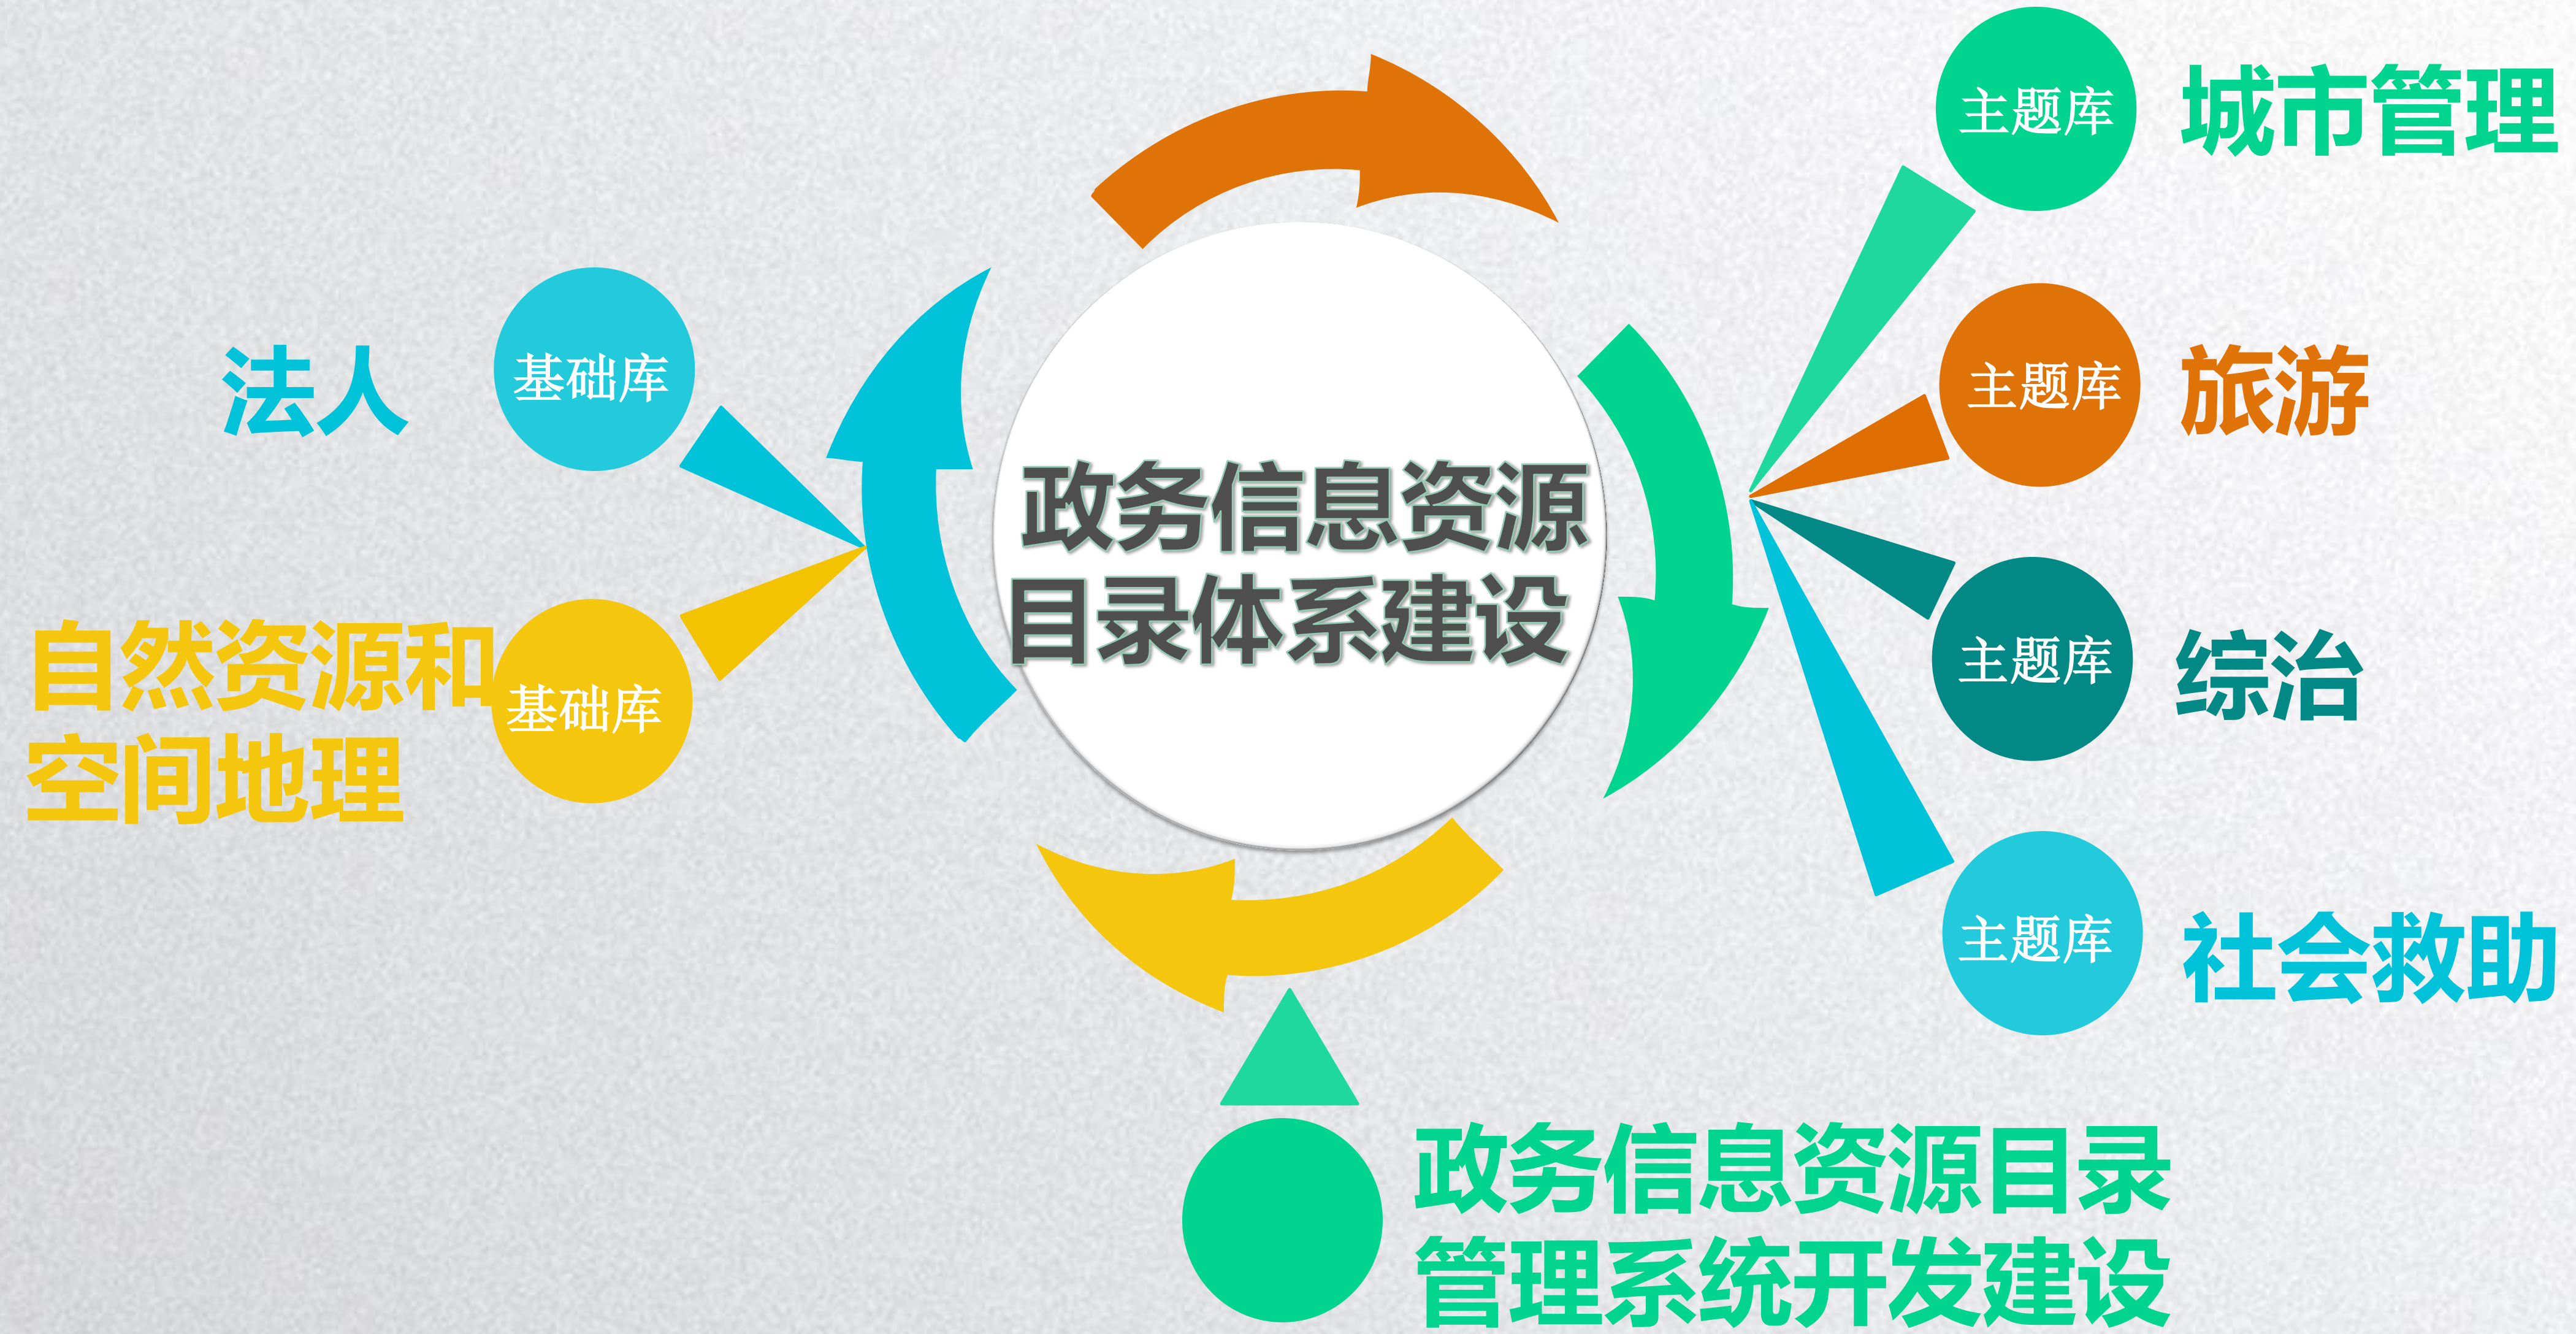 法人
基础库
自然资源和
空间地理
基础库
政务信息资源
目录体系建设
主题库
城市管理
主题库
旅游
主题库
综治
主题库
社会救助
政务信息资源目录
管理系统开发建设